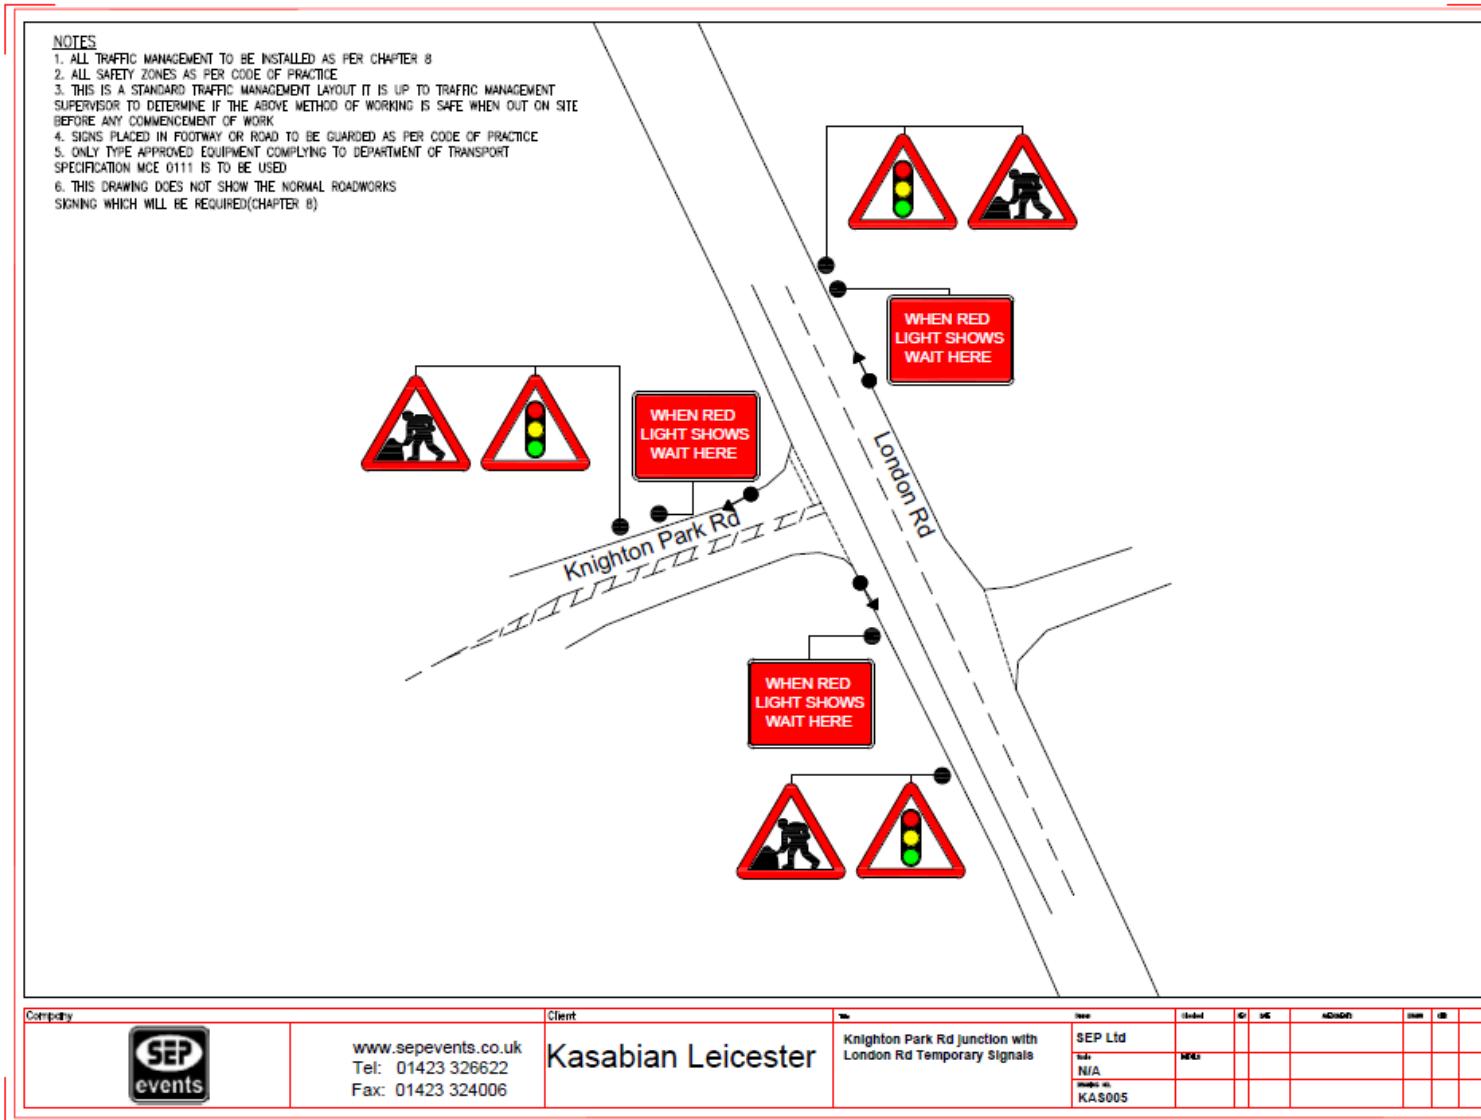 NOTES
1. ALL TRAFFIC MANAGEMENT TO BE INSTALLED AS PER CHAPTER 8
2. ALL SAFETY ZONES AS PER CODE OF PRACTICE
3. THIS IS A STANDARD TRAFFIC MANAGEMENT LAYOUT IT IS UP TO TRAFFIC MANAGEMENT
SUPERVISOR TO DETERMINE IF THE ABOVE METHOD OF WORKING IS SAFE WHEN OUT ON SITE
BEFORE ANY COMMENCEMENT OF WORK
4. SIGNS PLACED IN FOOTWAY OR ROAD TO BE GUARDED AS PER CODE OF PRACTICE
5. ONLY TYPE APPROVED EQUIPMENT COMPLYING TO DEPARTMENT OF TRANSPORT
SPECIFICATION MCE 0111 IS TO BE USED
6. THIS DRAWING DOES NOT SHOW THE NORMAL ROADWORKS
SIGNING WHICH WILL BE REQUIRED(CHAPTER 8)
WHEN RED
LIGHT SHOWS
WAIT HERE
WHEN RED
LIGHT SHOWS
WAIT HERE
London Rd
Knighton Park Rd
WHEN RED
LIGHT SHOWS
WAIT HERE
Company
SEP
events
www.sepevents.co.uk
Tel: 01423 326622
Fax: 01423 324006
Client
Kasabian Leicester
Title
Knighton Park Rd junction with
London Rd Temporary Signals
SEP Ltd
Scale
N/A
DRAWING NO.
KAS005
Checked